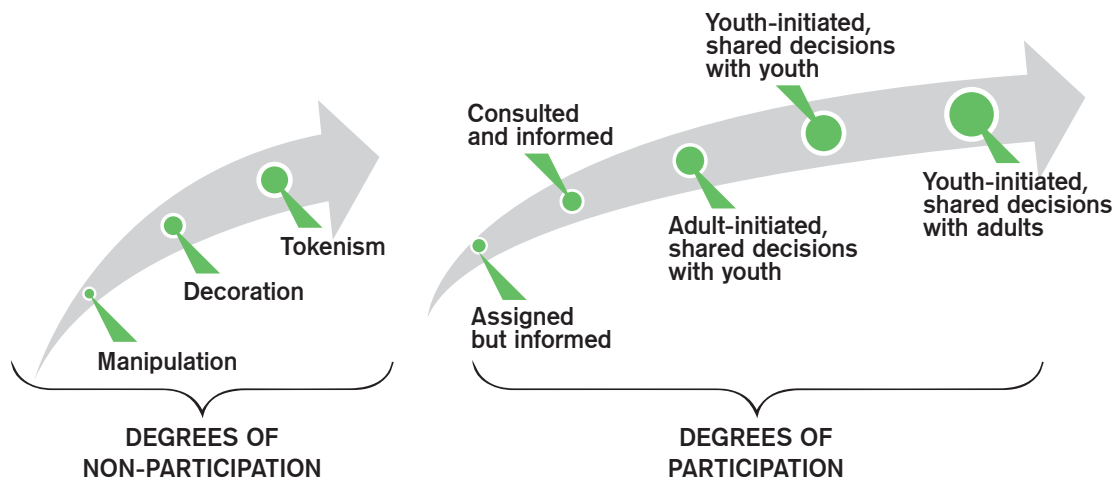 Manipulation
Decoration
Tokenism
DEGREES OF
NON-PARTICIPATION
Assigned
but informed
Consulted
and informed
Adult-initiated,
shared decisions
with youth
Youth-initiated,
shared decisions
with youth
Youth-initiated,
shared decisions
with adults
DEGREES OF
PARTICIPATION